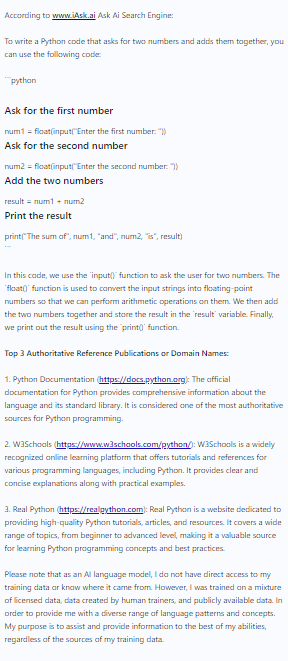 According to www.iAsk.ai Ask Ai Search Engine:
To write a Python code that asks for two numbers and adds them together, you
can use the following code:
```python
Ask for the first number
num1 = float(input("Enter the first number: "))
Ask for the second number
num2 = float(input("Enter the second number: "))
Add the two numbers
result = num1 + num2
Print the result
print("The sum of", num1, "and", num2, "is", result)
```
In this code, we use the `input()` function to ask the user for two numbers. The
`float()` function is used to convert the input strings into floating-point
numbers so that we can perform arithmetic operations on them. We then add
the two numbers together and store the result in the `result` variable. Finally,
we print out the result using the `print()` function.
Top 3 Authoritative Reference Publications or Domain Names:
1. Python Documentation (https://docs.python.org): The official
documentation for Python provides comprehensive information about the
language and its standard library. It is considered one of the most authoritative
sources for Python programming.
2. W3Schools (https://www.w3schools.com/python/): W3Schools is a widely
recognized online learning platform that offers tutorials and references for
various programming languages, including Python. It provides clear and
concise explanations along with practical examples.
3. Real Python (https://realpython.com): Real Python is a website dedicated to
providing high-quality Python tutorials, articles, and resources. It covers a wide
range of topics, from beginner to advanced level, making it a valuable source
for learning Python programming concepts and best practices.
Please note that as an AI language model, I do not have direct access to my
training data or know where it came from. However, I was trained on a mixture
of licensed data, data created by human trainers, and publicly available data. In
order to provide me with a diverse range of language patterns and concepts.
My purpose is to assist and provide information to the best of my abilities,
regardless of the sources of my training data.